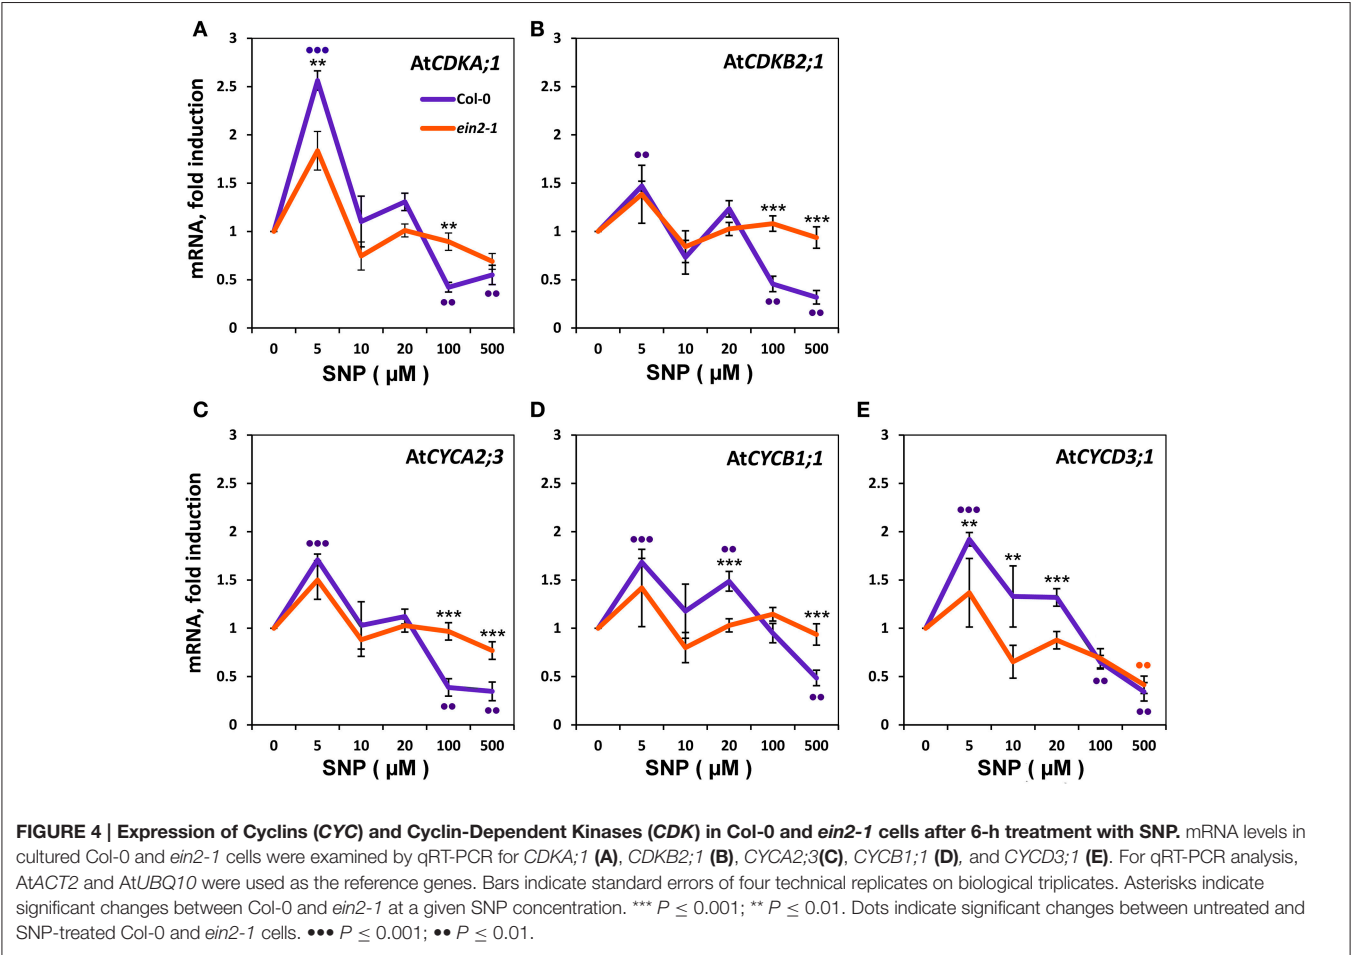 A
AtCDKA;1
Col-0
ein2-1
mRNA, fold induction
3
2.5
2
1.5
1
0.5
0
•••
**
**
••
••
0 5 10 20 100 500
SNP ( µM )
B
AtCDKB2;1
3
2.5
2
1.5
1
0.5
0
••
***
***
••
••
0 5 10 20 100 500
SNP ( µM )
C
AtCYCA2;3
mRNA, fold induction
3
2.5
2
1.5
1
0.5
0
•••
***
***
••
••
0 5 10 20 100 500
SNP ( µM )
D
AtCYCB1;1
3
2.5
2
1.5
1
0.5
0
•••
••
***
***
••
0 5 10 20 100 500
SNP ( µM )
E
AtCYCD3;1
3
2.5
2
1.5
1
0.5
0
•••
**
**
***
••
••
••
0 5 10 20 100 500
SNP ( µM )
FIGURE 4 | Expression of Cyclins (CYC) and Cyclin-Dependent Kinases (CDK) in Col-0 and ein2-1 cells after 6-h treatment with SNP. mRNA levels in
cultured Col-0 and ein2-1 cells were examined by qRT-PCR for CDKA;1 (A), CDKB2;1 (B), CYCA2;3(C), CYCB1;1 (D), and CYCD3;1 (E). For qRT-PCR analysis,
AtACT2 and AtUBQ10 were used as the reference genes. Bars indicate standard errors of four technical replicates on biological triplicates. Asterisks indicate
significant changes between Col-0 and ein2-1 at a given SNP concentration. *** P ≤ 0.001; ** P ≤ 0.01. Dots indicate significant changes between untreated and
SNP-treated Col-0 and ein2-1 cells. ••• P ≤ 0.001; •• P ≤ 0.01.